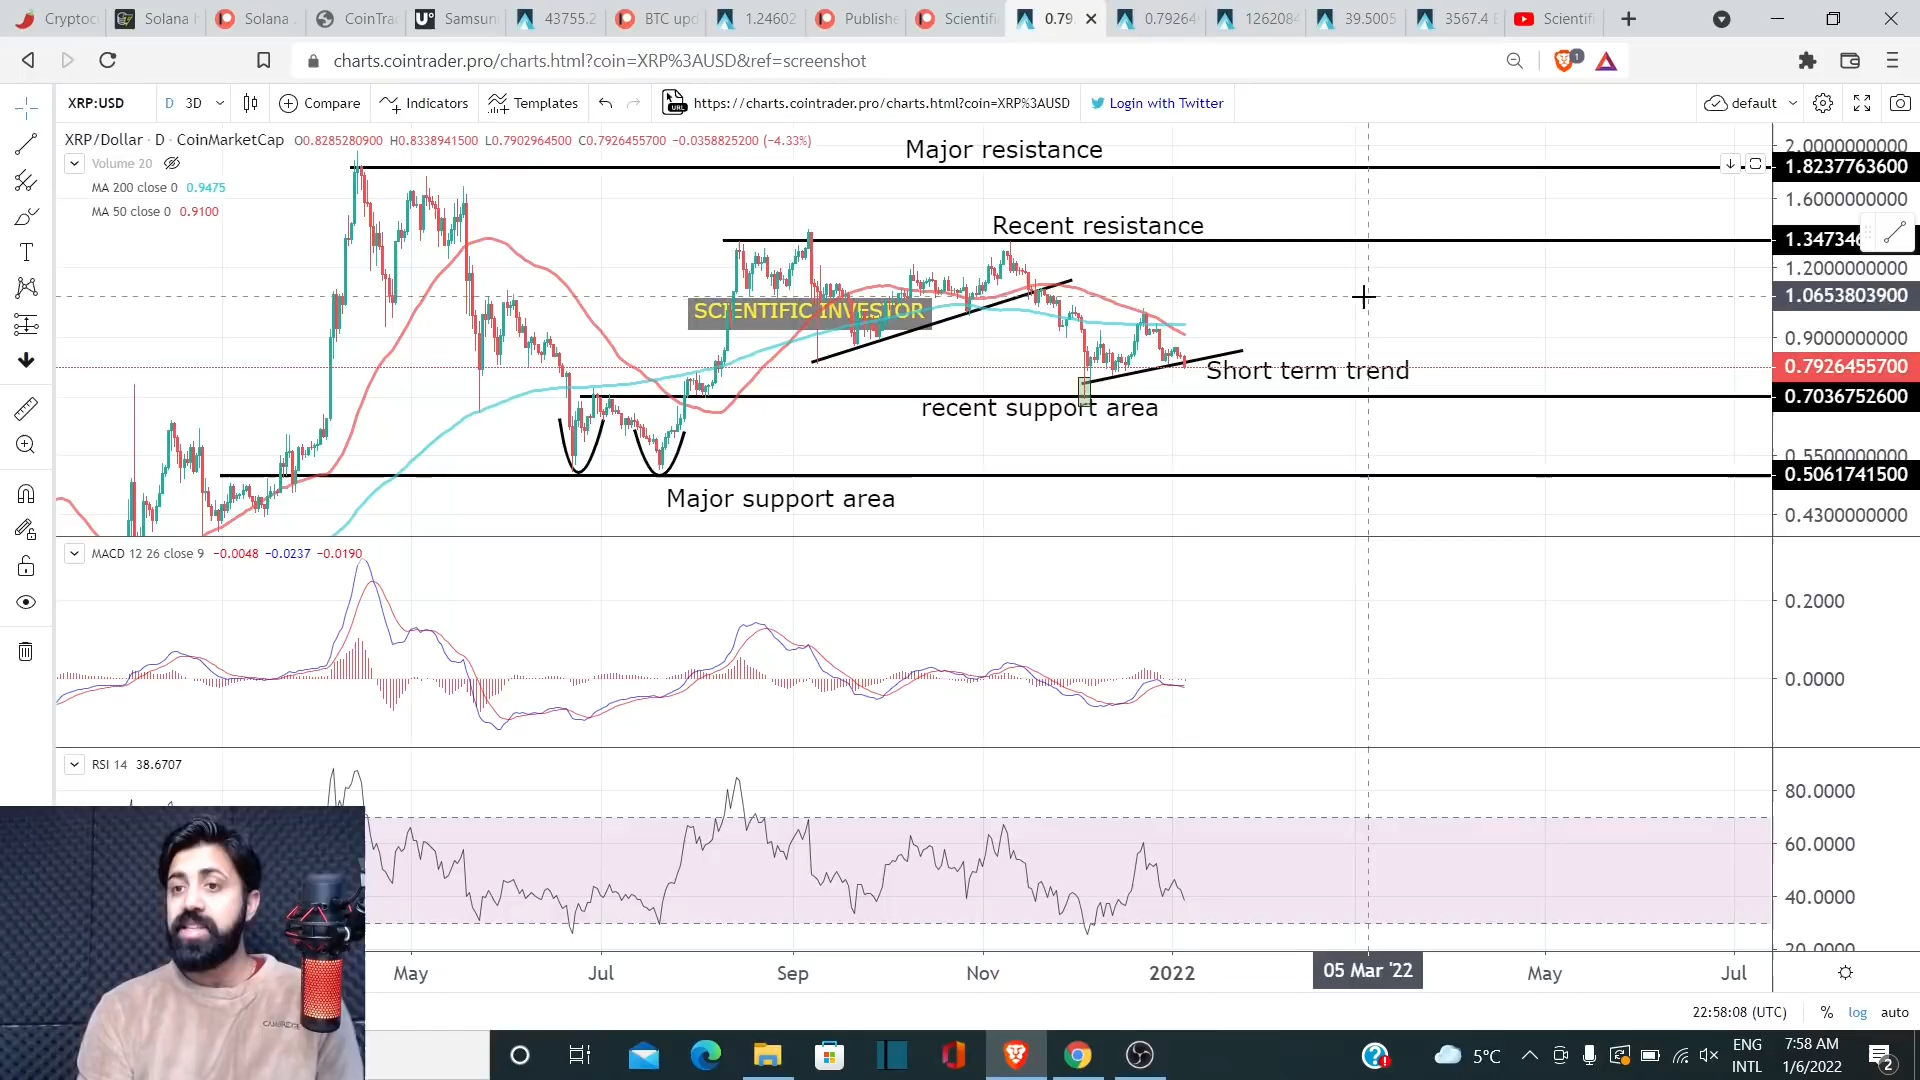 Cryptoc
Solana H
Solana
CoinTra
Samsun
43755.2
BTC upd
1.24602
Publishe
Scientifi
0.79
0.79264
1262084
39.5005
3567.4
Scientifi
charts.cointrader.pro/charts.html?coin=XRP%3AUSD&ref=screenshot
1
XRP:USD
D
3D
Compare
Indicators
Templates
URL
https://charts.cointrader.pro/charts.html?coin=XRP%3AUSD
Login with Twitter
default
XRP/Dollar · D · CoinMarketCap
O0.8285280900 H0.8338941500 L0.7902964500 C0.7926455700 −0.0358825200 (−4.33%)
Volume 20
MA 200 close 0 0.9475
MA 50 close 0 0.9100
Major resistance
Recent resistance
SCIENTIFIC INVESTOR
Short term trend
recent support area
Major support area
2.0000000000
1.8237763600
1.6000000000
1.347346
1.2000000000
1.0653803900
0.9000000000
0.7926455700
0.7036752600
0.5500000000
0.5061741500
0.4300000000
MACD 12 26 close 9 −0.0048 −0.0237 −0.0190
0.2000
0.0000
RSI 14 38.6707
80.0000
60.0000
40.0000
20.0000
May
Jul
Sep
Nov
2022
05 Mar '22
May
Jul
22:58:08 (UTC)
%
log
auto
5°C
ENG
INTL
7:58 AM
1/6/2022
2